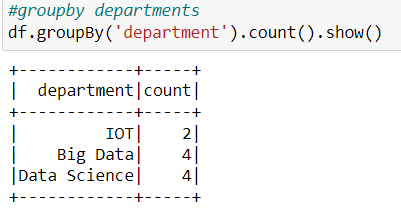 #groupby departments
df.groupBy('department').count().show()
+------------+-----+
|  department|count|
+------------+-----+
|         IOT|    2|
|    Big Data|    4|
|Data Science|    4|
+------------+-----+